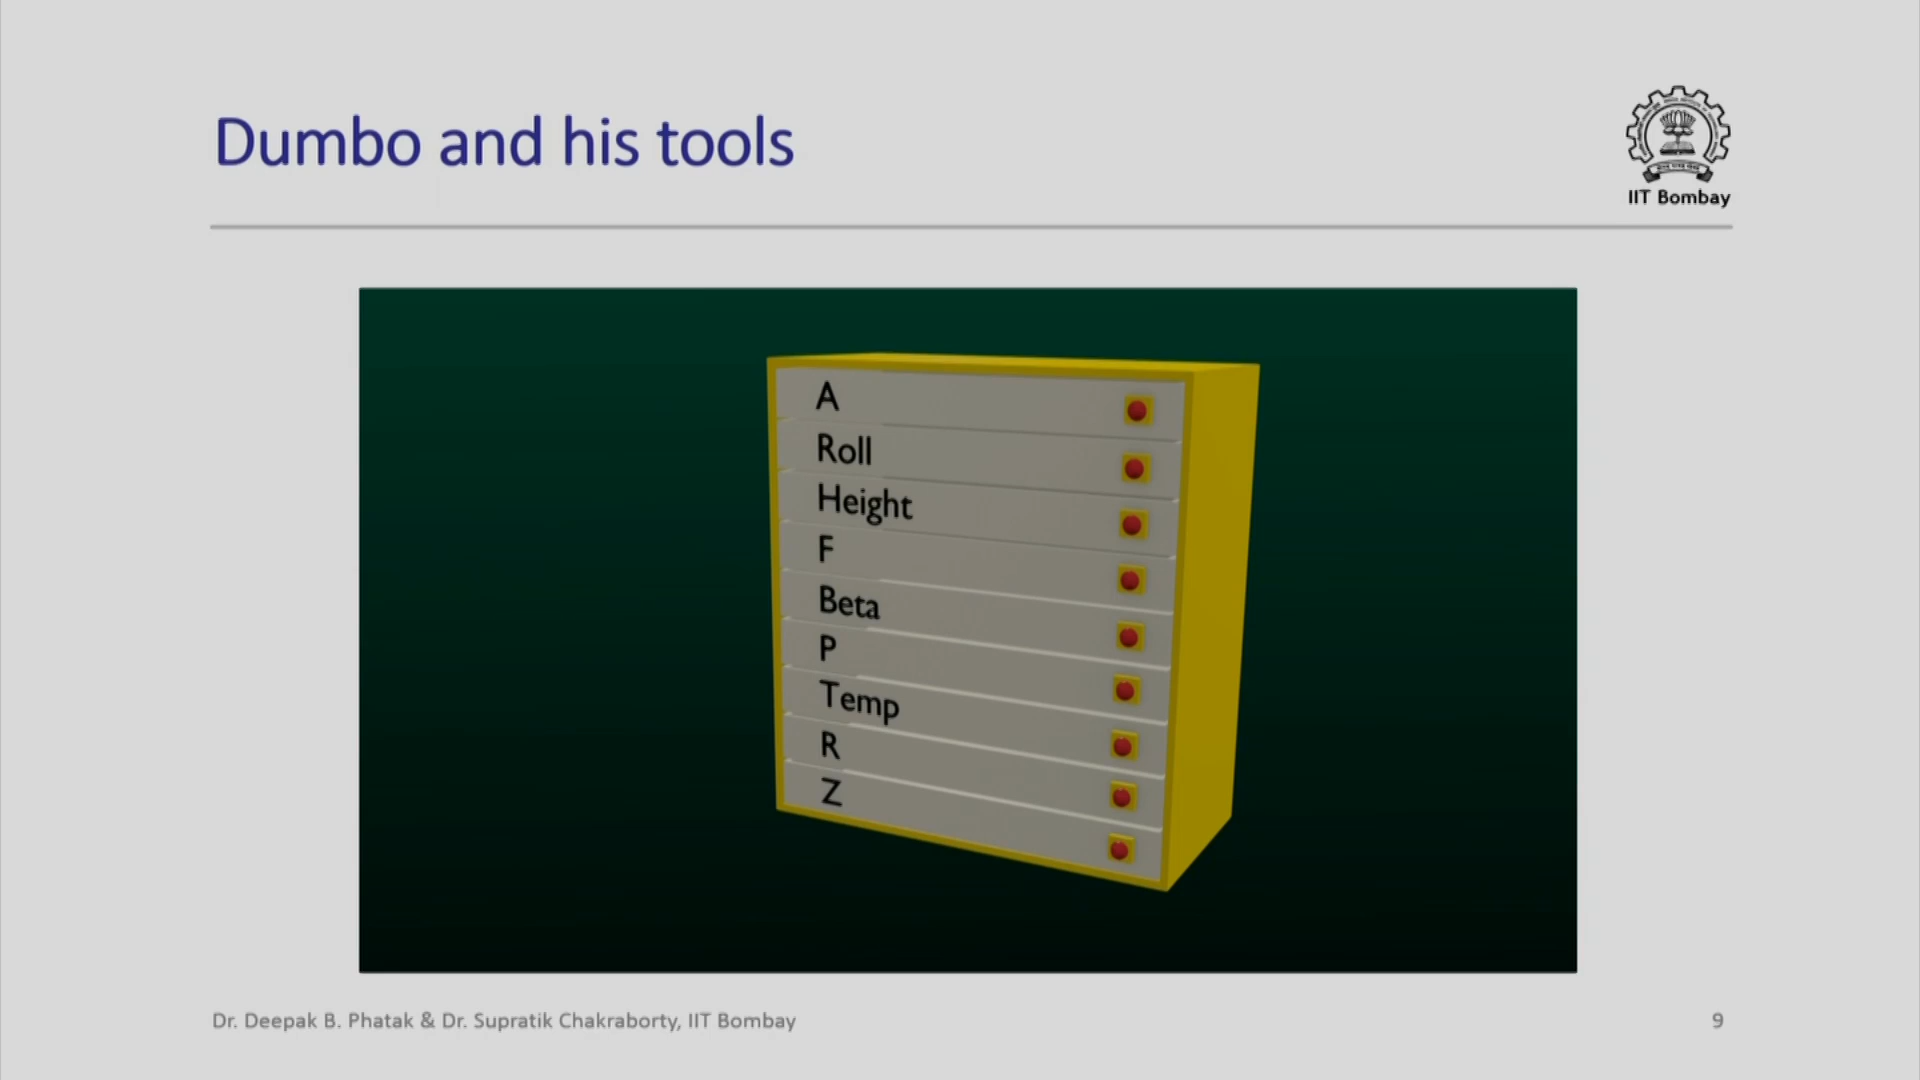 Dumbo and his tools
IIT Bombay
A
Roll
Height
F
Beta
P
Temp
R
Z
Dr. Deepak B. Phatak & Dr. Supratik Chakraborty, IIT Bombay
9